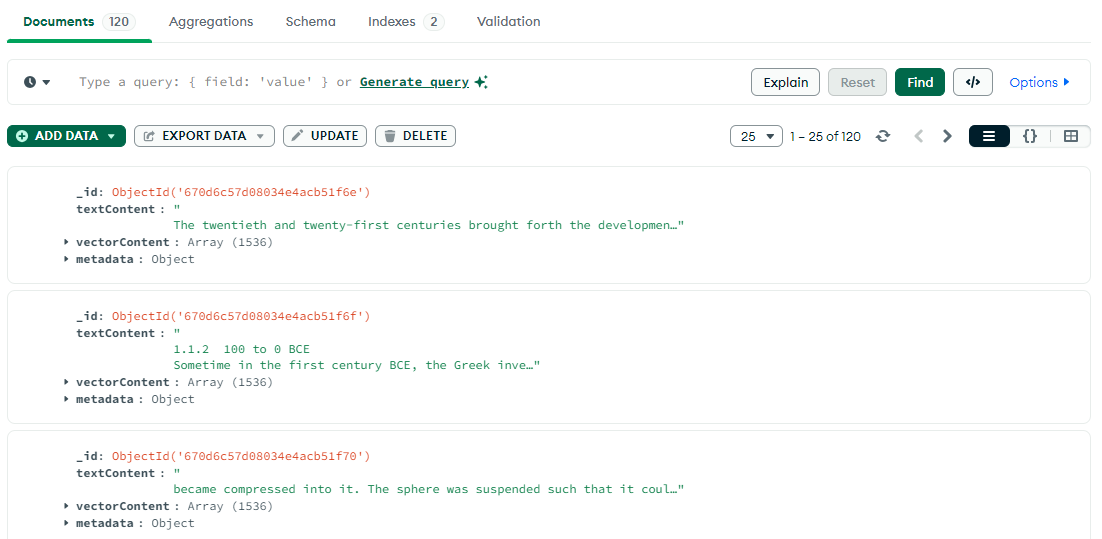 Documents 120 Aggregations Schema Indexes 2 Validation
Type a query: { field: 'value' } or Generate query Explain Reset Find </> Options
ADD DATA EXPORT DATA UPDATE DELETE 25 1 – 25 of 120 {}
_id: ObjectId('670d6c57d08034e4acb51f6e')
textContent : "
The twentieth and twenty-first centuries brought forth the developmen…"
vectorContent : Array (1536)
metadata : Object
_id: ObjectId('670d6c57d08034e4acb51f6f')
textContent : "
1.1.2 100 to 0 BCE
Sometime in the first century BCE, the Greek inve…"
vectorContent : Array (1536)
metadata : Object
_id: ObjectId('670d6c57d08034e4acb51f70')
textContent : "
became compressed into it. The sphere was suspended such that it coul…"
vectorContent : Array (1536)
metadata : Object